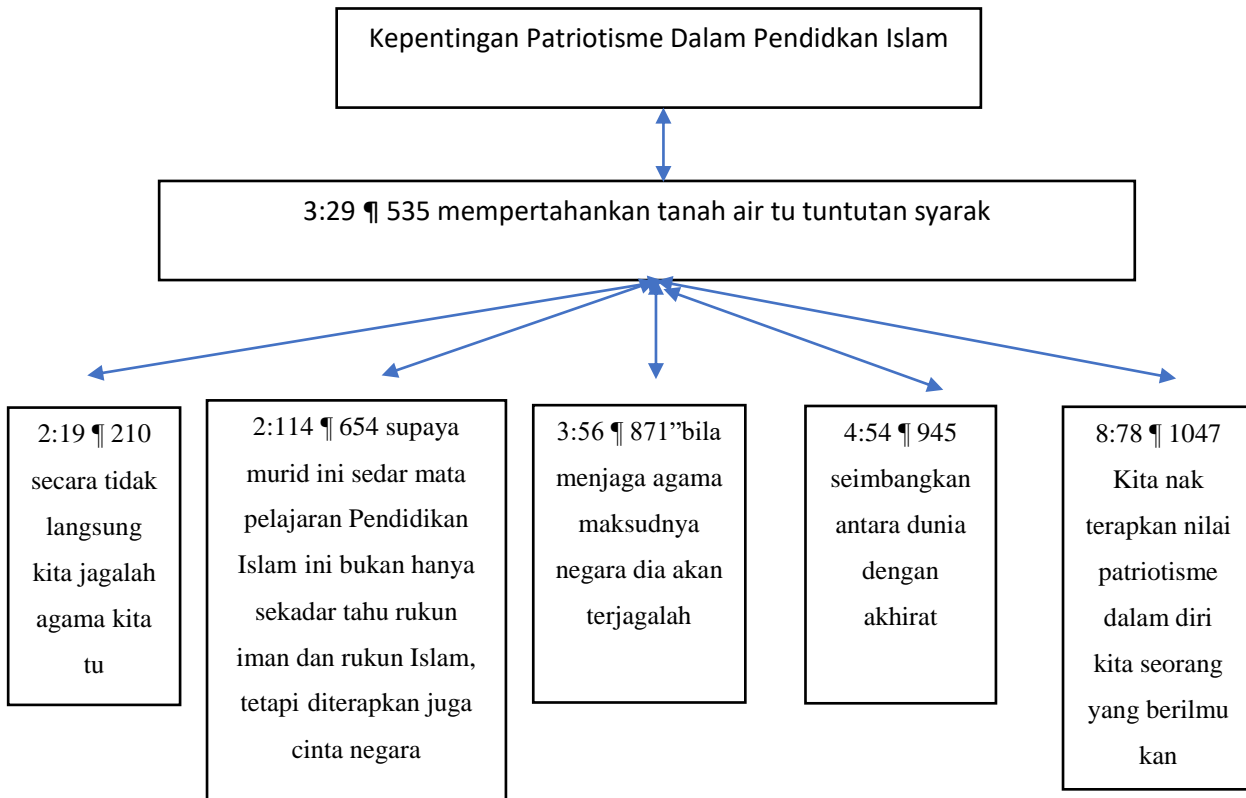 Kepentingan Patriotisme Dalam Pendidkan Islam
3:29 ¶ 535 mempertahankan tanah air tu tuntutan syarak
2:19 ¶ 210
secara tidak
langsung
kita jagalah
agama kita
tu
2:114 ¶ 654 supaya
murid ini sedar mata
pelajaran Pendidikan
Islam ini bukan hanya
sekadar tahu rukun
iman dan rukun Islam,
tetapi diterapkan juga
cinta negara
3:56 ¶ 871”bila
menjaga agama
maksudnya
negara dia akan
terjagalah
4:54 ¶ 945
seimbangkan
antara dunia
dengan
akhirat
8:78 ¶ 1047
Kita nak
terapkan nilai
patriotisme
dalam diri
kita seorang
yang berilmu
kan